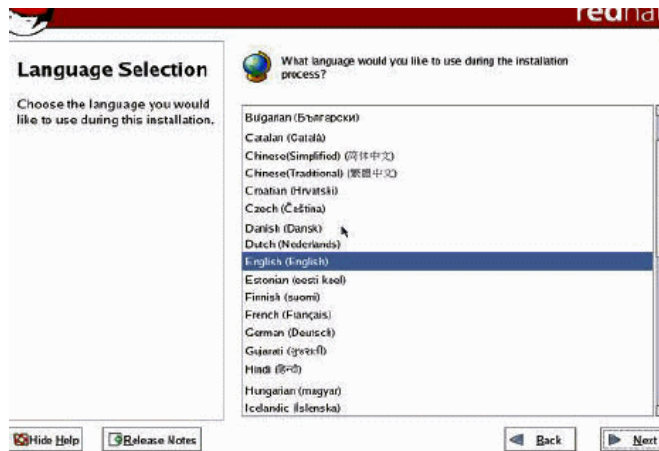 redha
Language Selection
Choose the language you would
like to use during this installation.
What language would you like to use during the installation
process?
Bulgarian (Български)
Catalan (Català)
Chinese(Simplified) (简体中文)
Chinese(Traditional) (繁體中文)
Croatian (Hrvatski)
Czech (Čeština)
Danish (Dansk)
Dutch (Nederlands)
English (English)
Estonian (eesti keel)
Finnish (suomi)
French (Français)
German (Deutsch)
Gujarati (ગુજરાતી)
Hindi (हिन्दी)
Hungarian (magyar)
Icelandic (Íslenska)
Hide Help
Release Notes
Back
Next